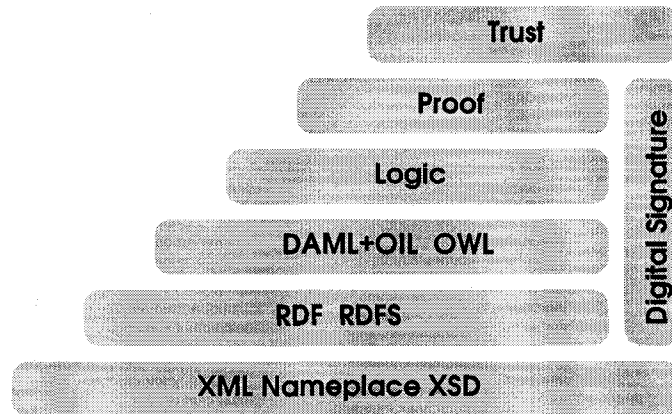 Trust
Proof
Logic
DAML+OIL OWL
RDF RDFS
XML Nameplace XSD
Digital Signature